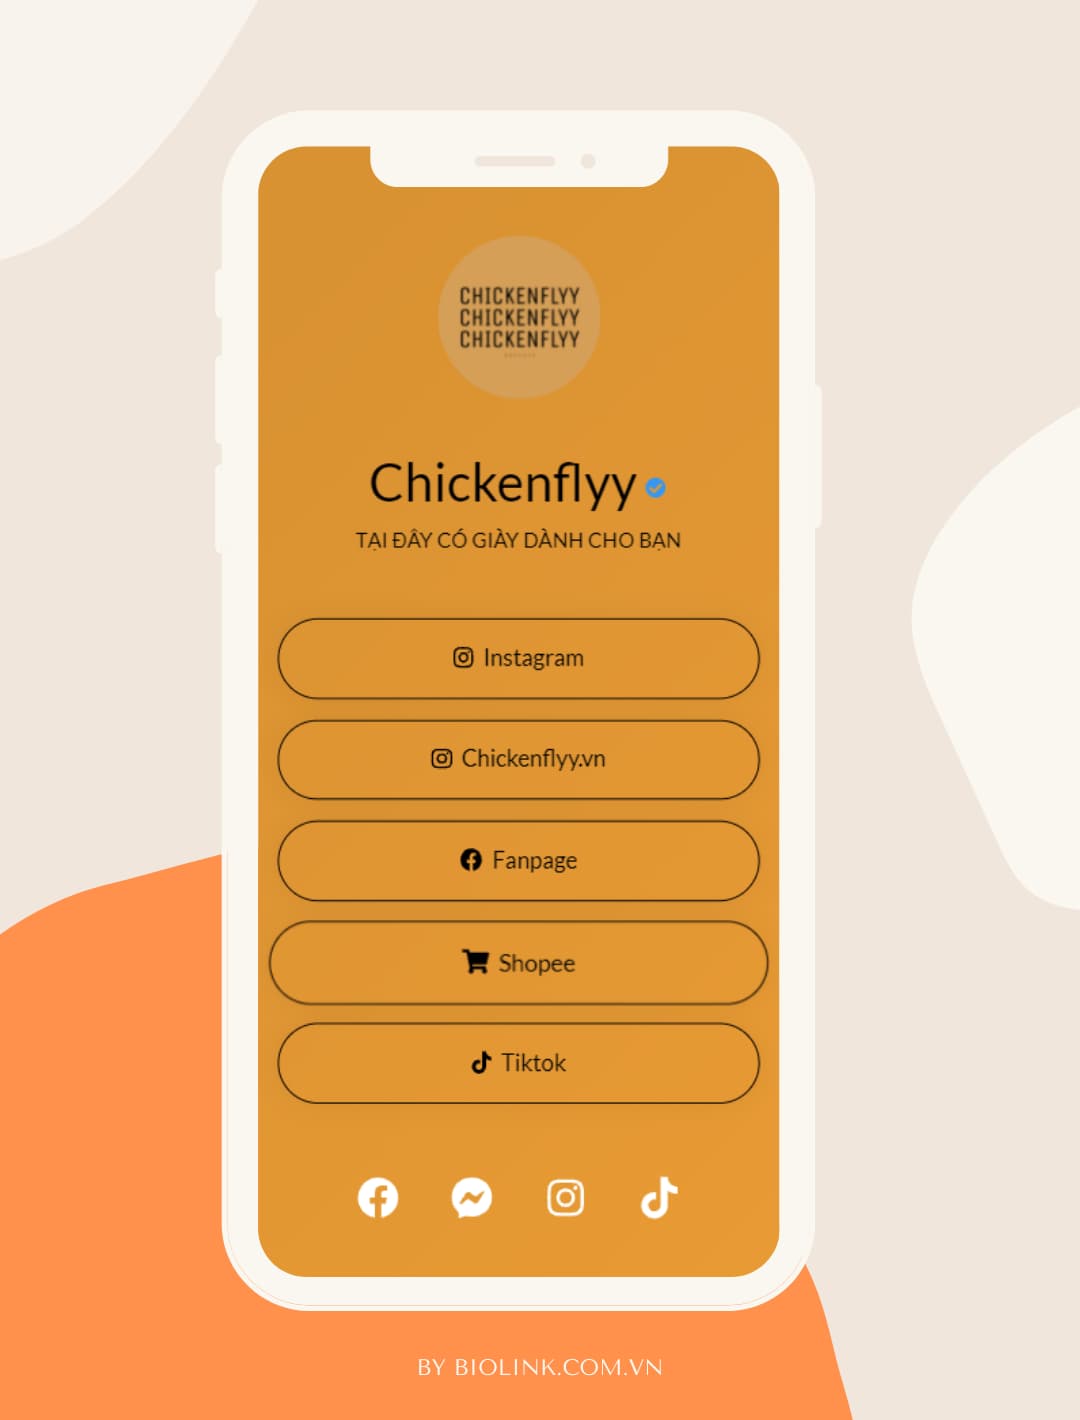 CHICKENFLYY
CHICKENFLYY
CHICKENFLYY
Chickenflyy
TẠI ĐÂY CÓ GIÀY DÀNH CHO BẠN
Instagram
Chickenflyy.vn
Fanpage
Shopee
Tiktok
BY BIOLINK.COM.VN